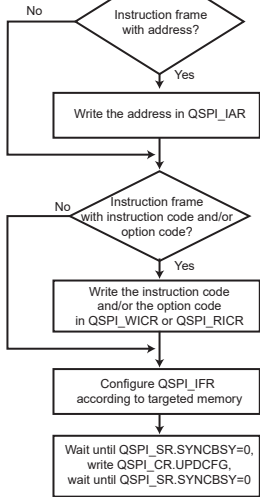 Instruction frame
with address?
No
Yes
Write the address in QSPI_IAR
Instruction frame
with instruction code and/or
option code?
No
Yes
Write the instruction code
and/or the option code
in QSPI_WICR or QSPI_RICR
Configure QSPI_IFR
according to targeted memory
Wait until QSPI_SR.SYNCBSY=0,
write QSPI_CR.UPDCFG,
wait until QSPI_SR.SYNCBSY=0